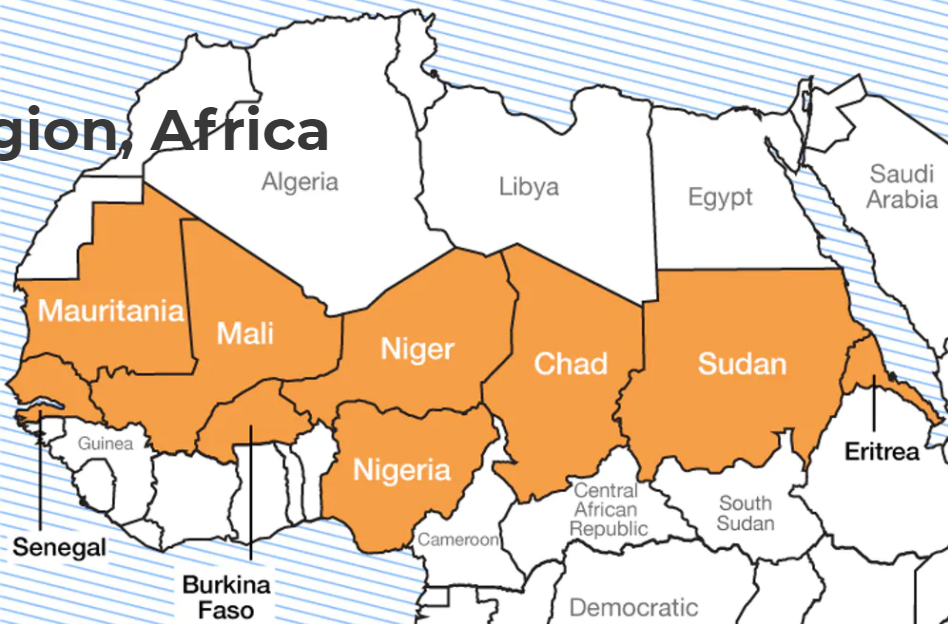 gion, Africa
Algeria
Libya
Egypt
Saudi
Arabia
Mauritania
Mali
Niger
Chad
Sudan
Guinea
Nigeria
Eritrea
Central
African
Republic
South
Sudan
Cameroon
Senegal
Burkina
Faso
Democratic